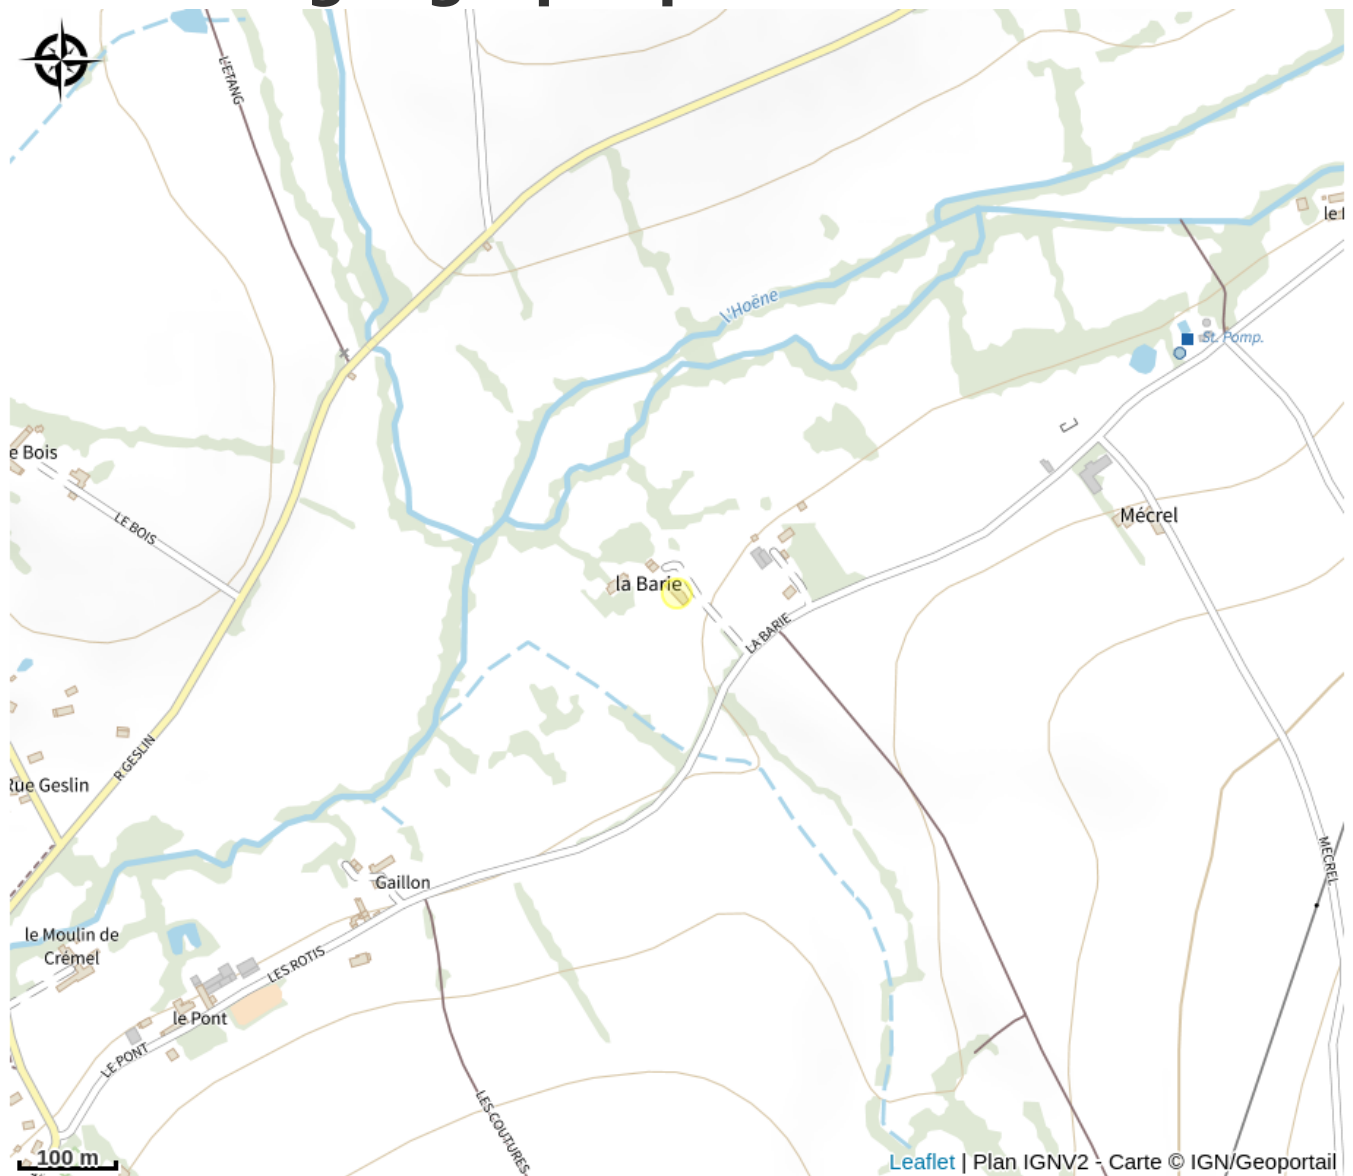 L'ETANG
l'Hoëne
le
St. Pomp.
e Bois
LE BOIS
Mécrel
la Barie
LA BARIE
R GESLIN
Rue Geslin
MECREL
Gaillon
le Moulin de
Crémel
LES ROTIS
le Pont
LE PONT
LES COUTURES
100 m
Leaflet | Plan IGNV2 - Carte © IGN/Geoportail